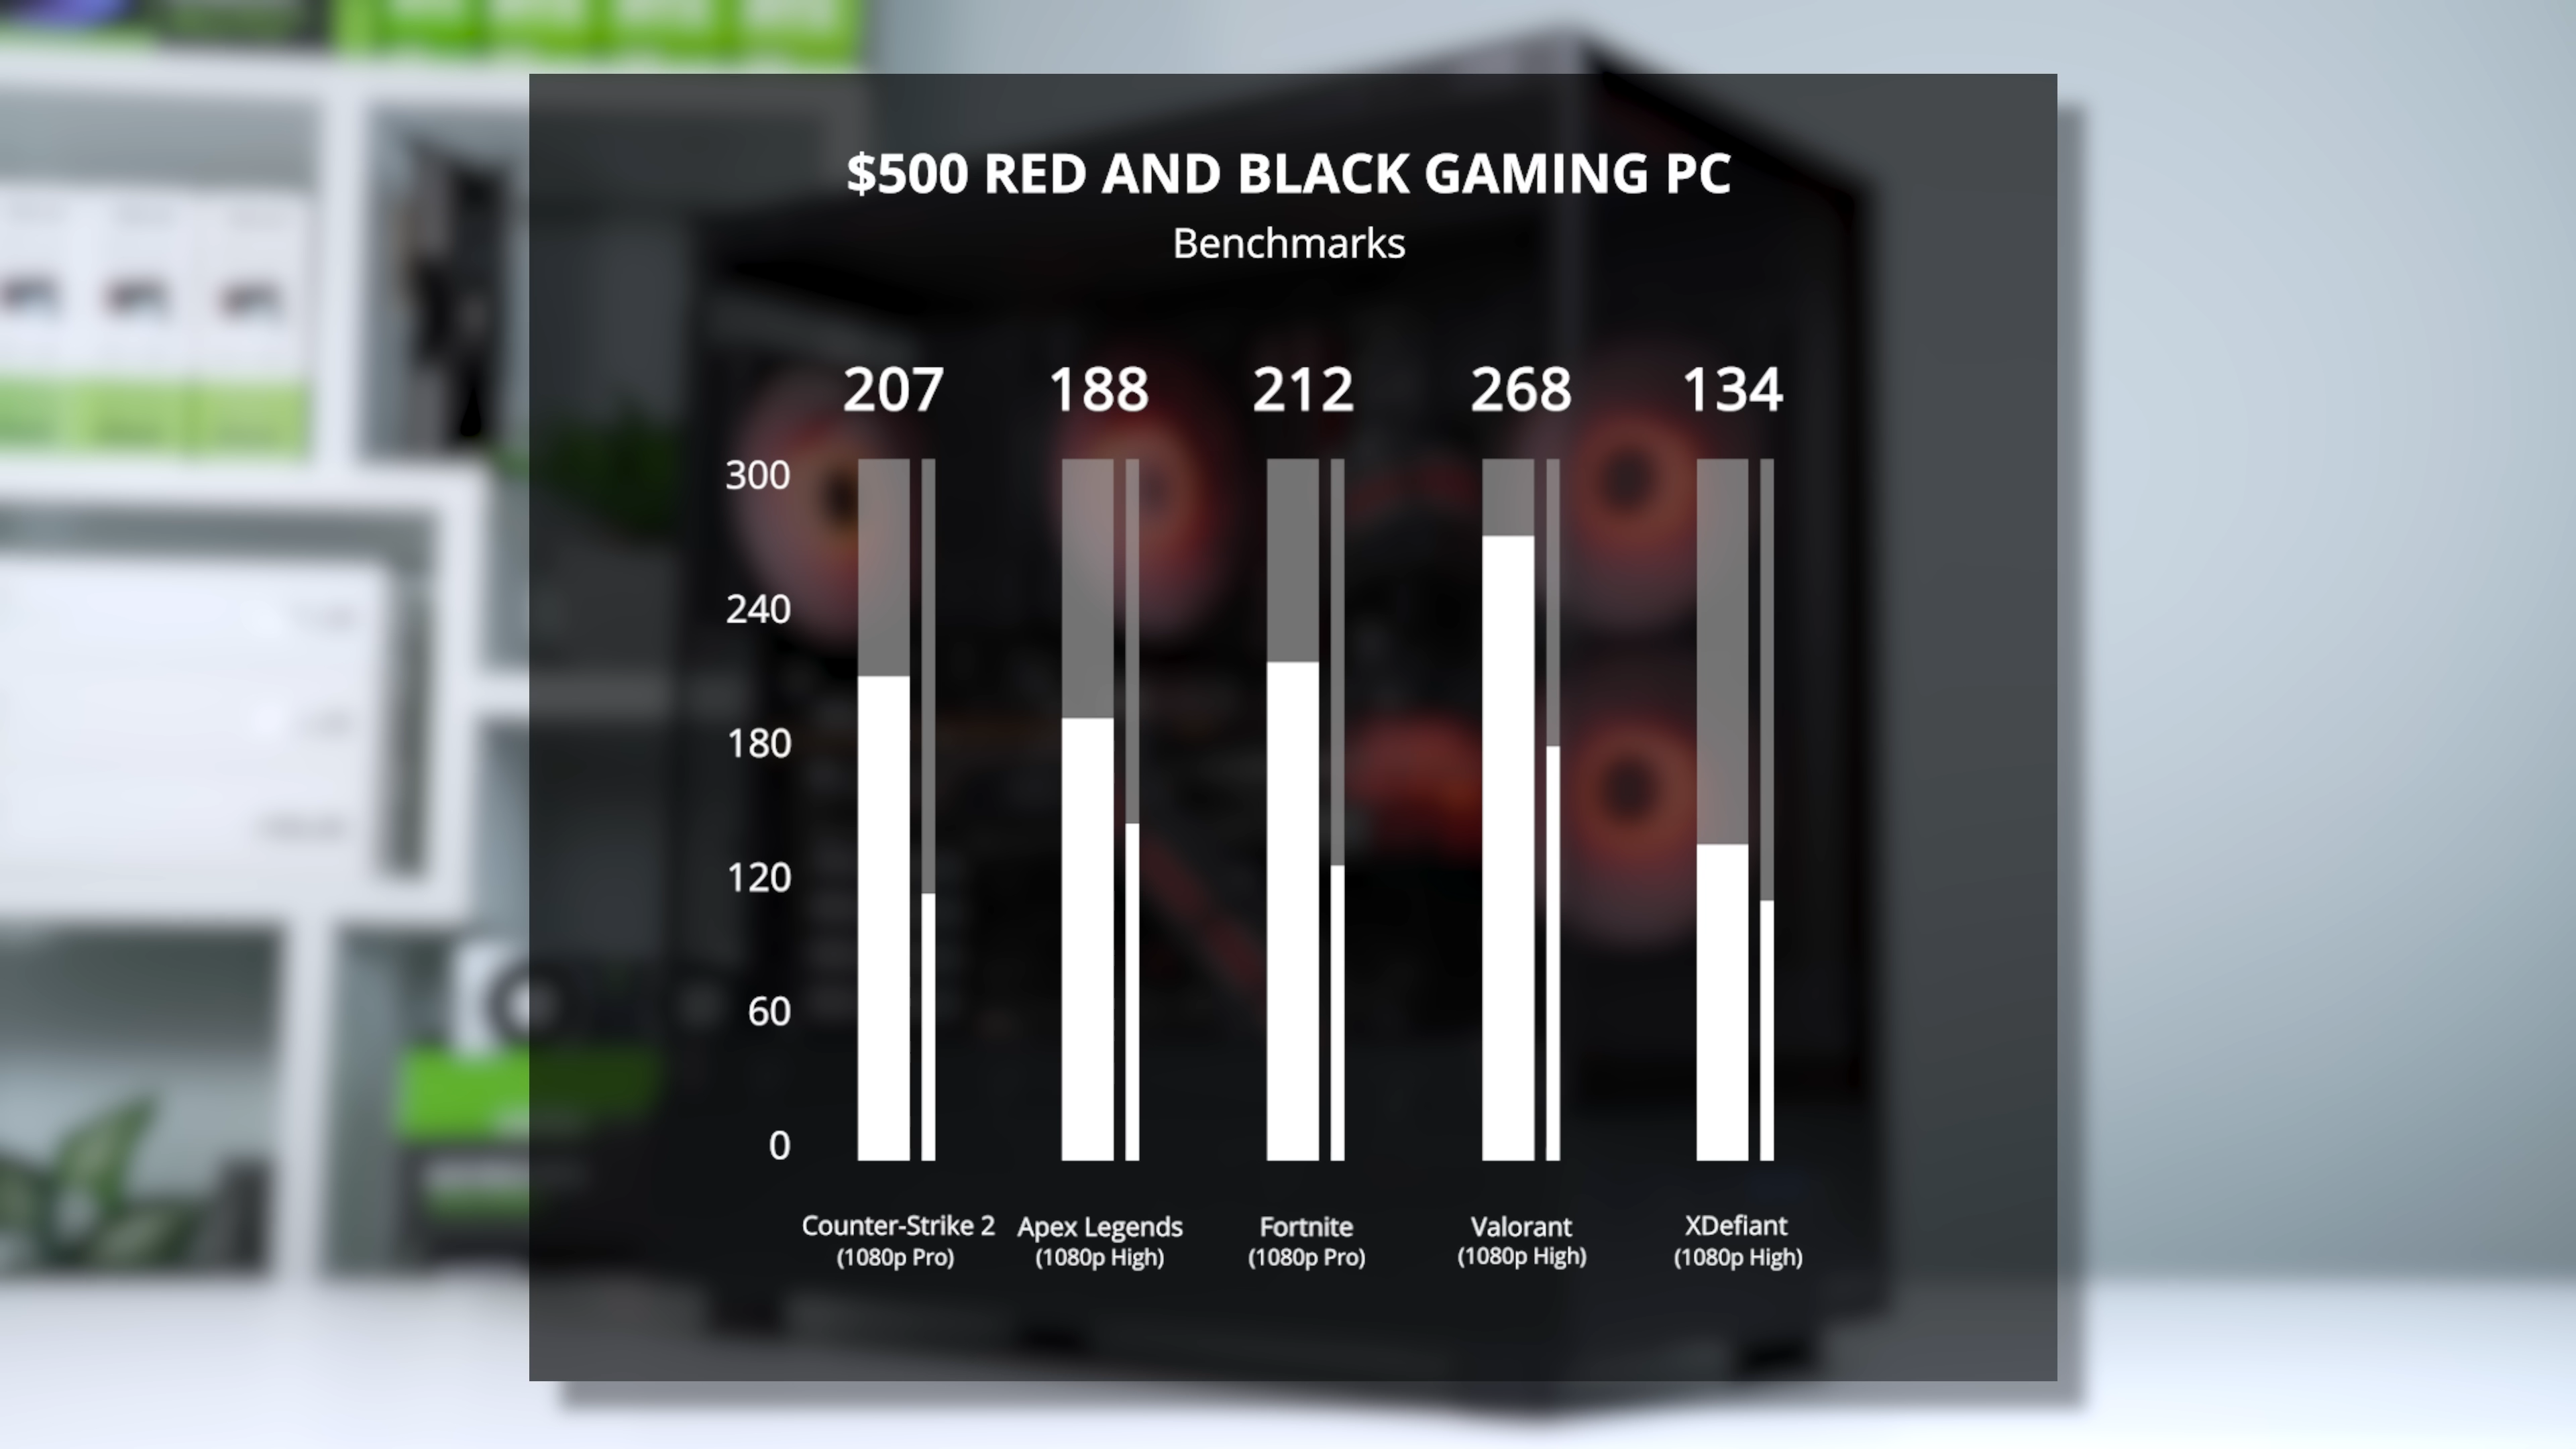 $500 RED AND BLACK GAMING PC
Benchmarks
207 188 212 268 134
300
240
180
120
60
0
Counter-Strike 2 Apex Legends Fortnite Valorant XDefiant
(1080p Pro) (1080p High) (1080p Pro) (1080p High) (1080p High)